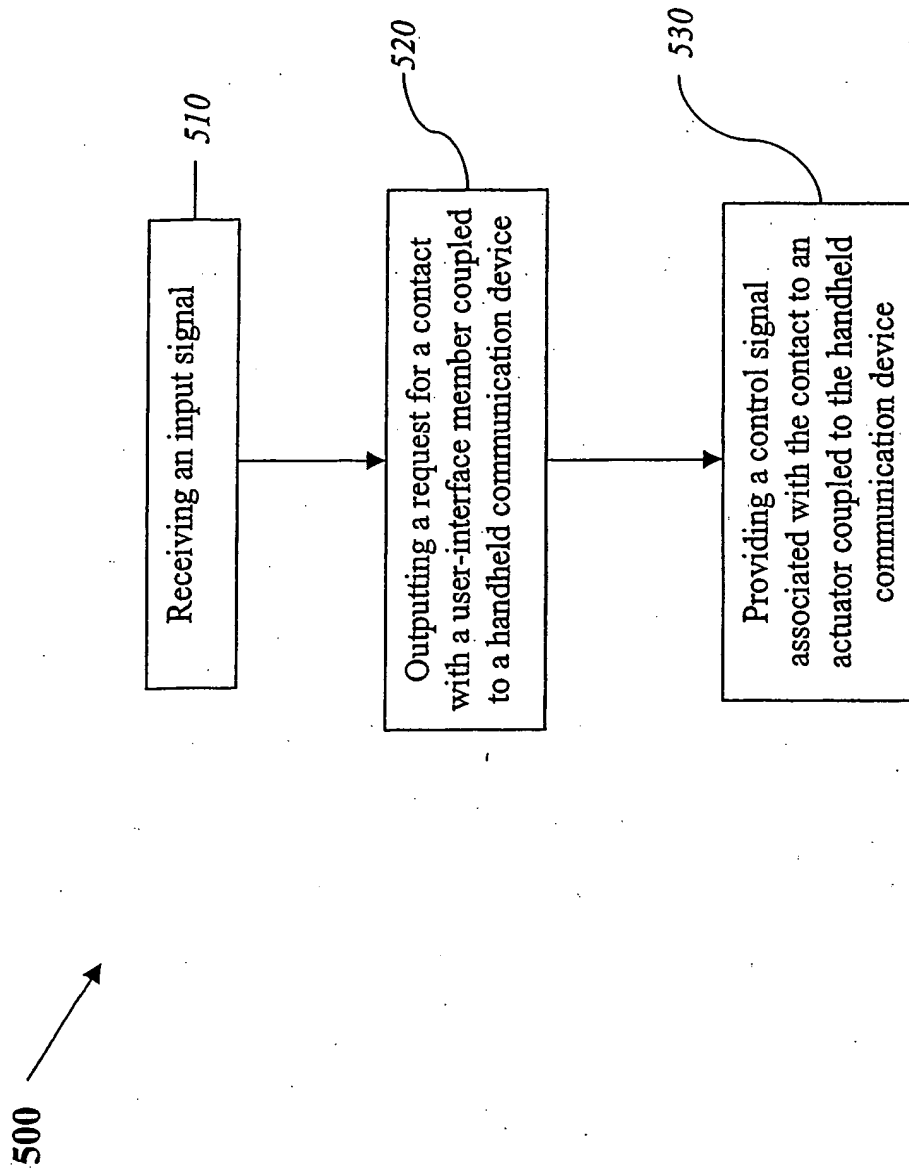 500
Receiving an input signal
510
Outputting a request for a contact
with a user-interface member coupled
to a handheld communication device
520
Providing a control signal
associated with the contact to an
actuator coupled to the handheld
communication device
530